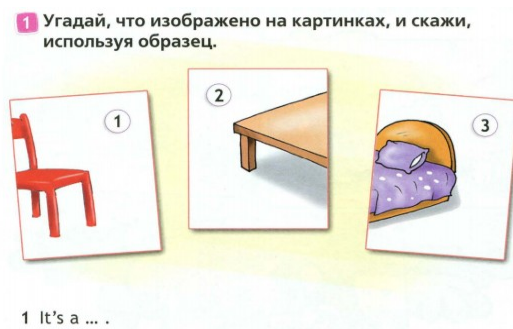 1 Угадай, что изображено на картинках, и скажи,
используя образец.
1
2
3
1 It's a ... .